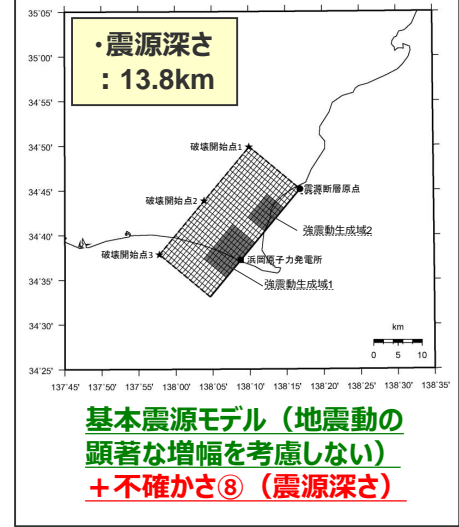 ・震源深さ
：13.8km
35°05'
35°00'
34°55'
34°50'
34°45'
34°40'
34°35'
34°30'
34°25'
破壊開始点1
震源断層原点
破壊開始点2
強震動生成域2
破壊開始点3
浜岡原子力発電所
強震動生成域1
km
0 5 10
137°45' 137°50' 137°55' 138°00' 138°05' 138°10' 138°15' 138°20' 138°25' 138°30' 138°35'
基本震源モデル（地震動の
顕著な増幅を考慮しない）
＋不確かさ⑧（震源深さ）